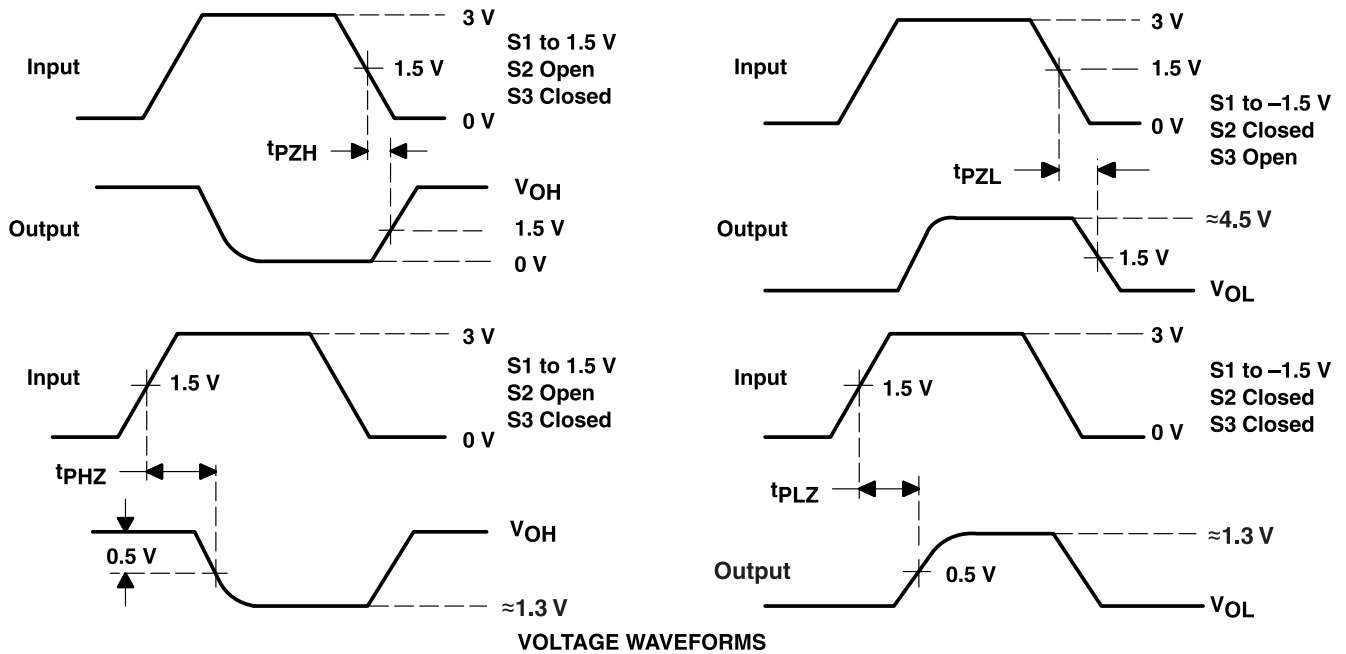 3 V
Input
1.5 V
S1 to 1.5 V
S2 Open
S3 Closed
0 V
tPZH
VOH
Output
1.5 V
0 V
3 V
Input
1.5 V
0 V
S1 to –1.5 V
S2 Closed
S3 Open
tPZL
≈4.5 V
Output
1.5 V
VOL
3 V
Input
1.5 V
S1 to 1.5 V
S2 Open
S3 Closed
0 V
tPHZ
VOH
0.5 V
≈1.3 V
3 V
Input
1.5 V
S1 to –1.5 V
S2 Closed
S3 Closed
0 V
tPLZ
≈1.3 V
Output
0.5 V
VOL
VOLTAGE WAVEFORMS